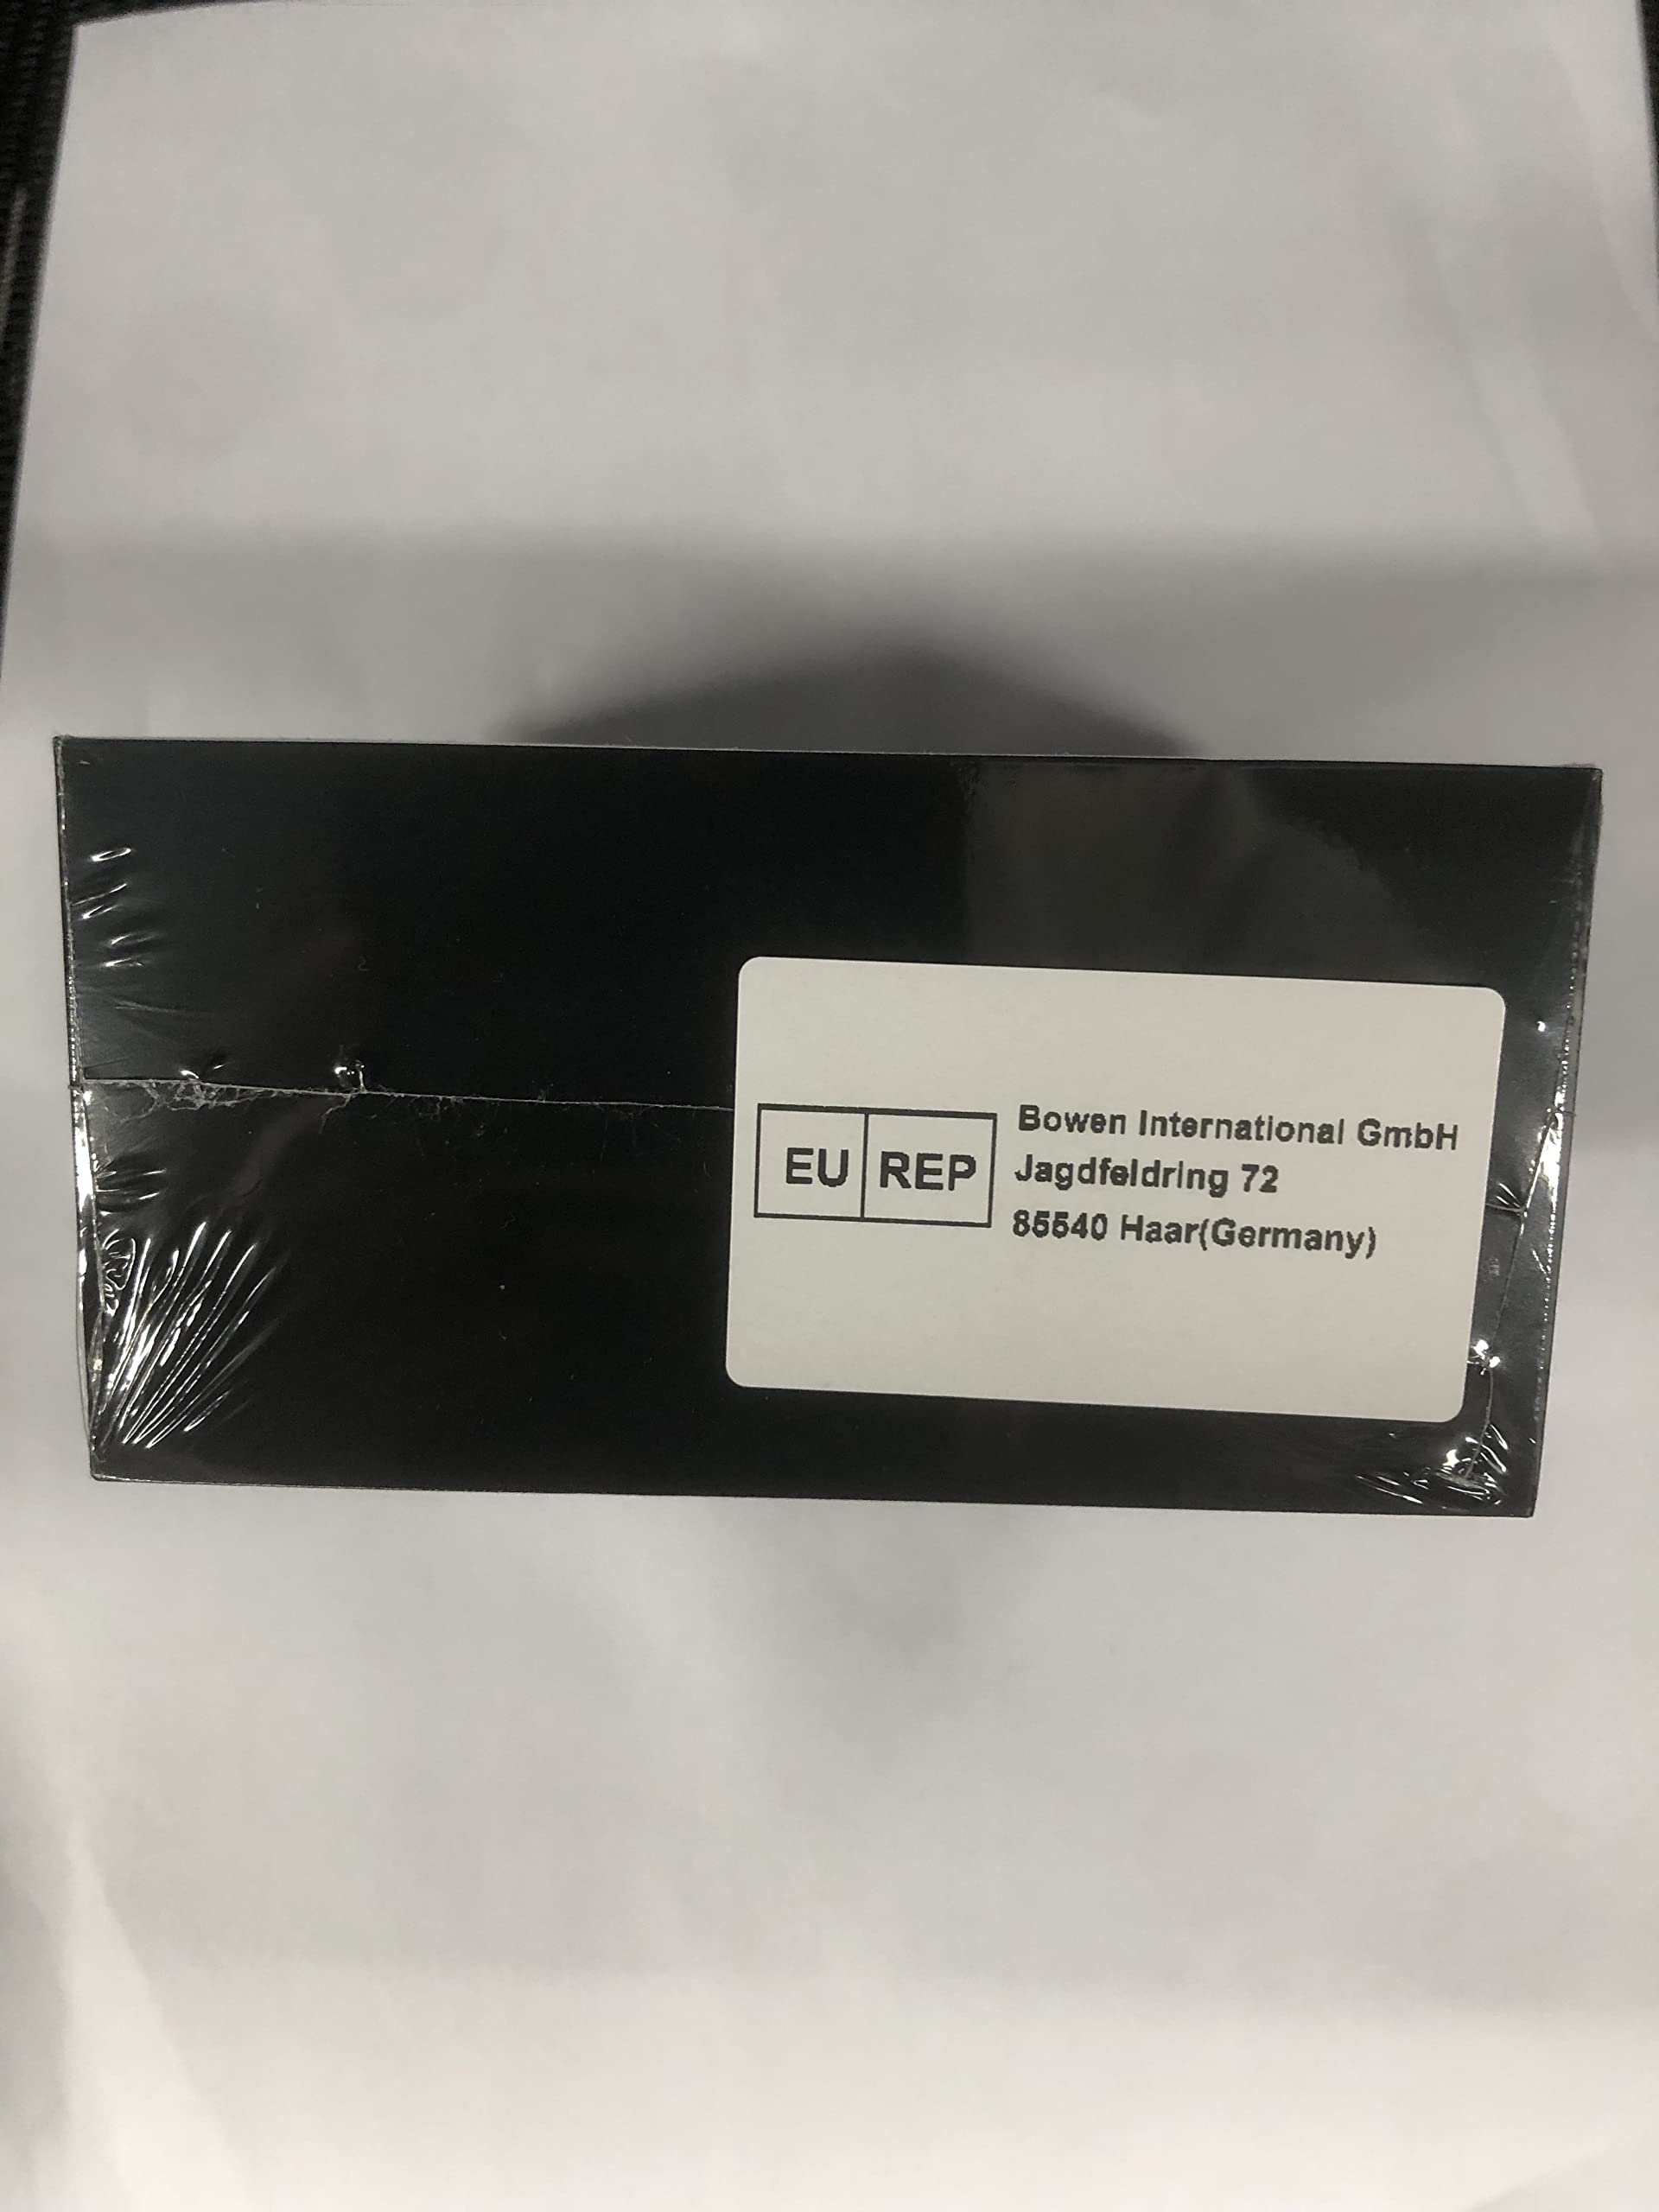 EU REP
Bowen International GmbH
Jagdfeldring 72
85540 Haar(Germany)